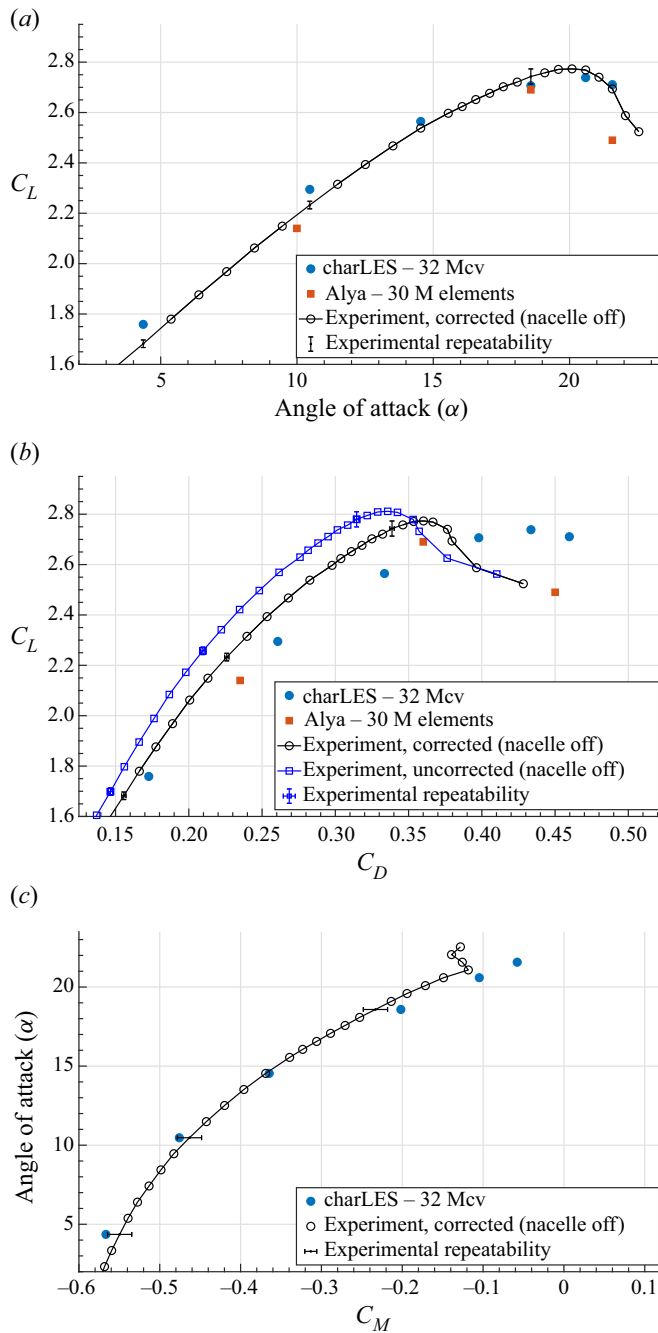 (a)
2.8
2.6
2.4
C_L
2.2
2.0
1.8
1.6
charLES – 32 Mcv
Alya – 30 M elements
Experiment, corrected (nacelle off)
Experimental repeatability
5 10 15 20
Angle of attack (α)
(b)
2.8
2.6
2.4
C_L
2.2
2.0
1.8
1.6
charLES – 32 Mcv
Alya – 30 M elements
Experiment, corrected (nacelle off)
Experiment, uncorrected (nacelle off)
Experimental repeatability
0.15 0.20 0.25 0.30 0.35 0.40 0.45 0.50
C_D
(c)
20
15
Angle of attack (α)
10
5
charLES – 32 Mcv
Experiment, corrected (nacelle off)
Experimental repeatability
–0.6 –0.5 –0.4 –0.3 –0.2 –0.1 0 0.1
C_M